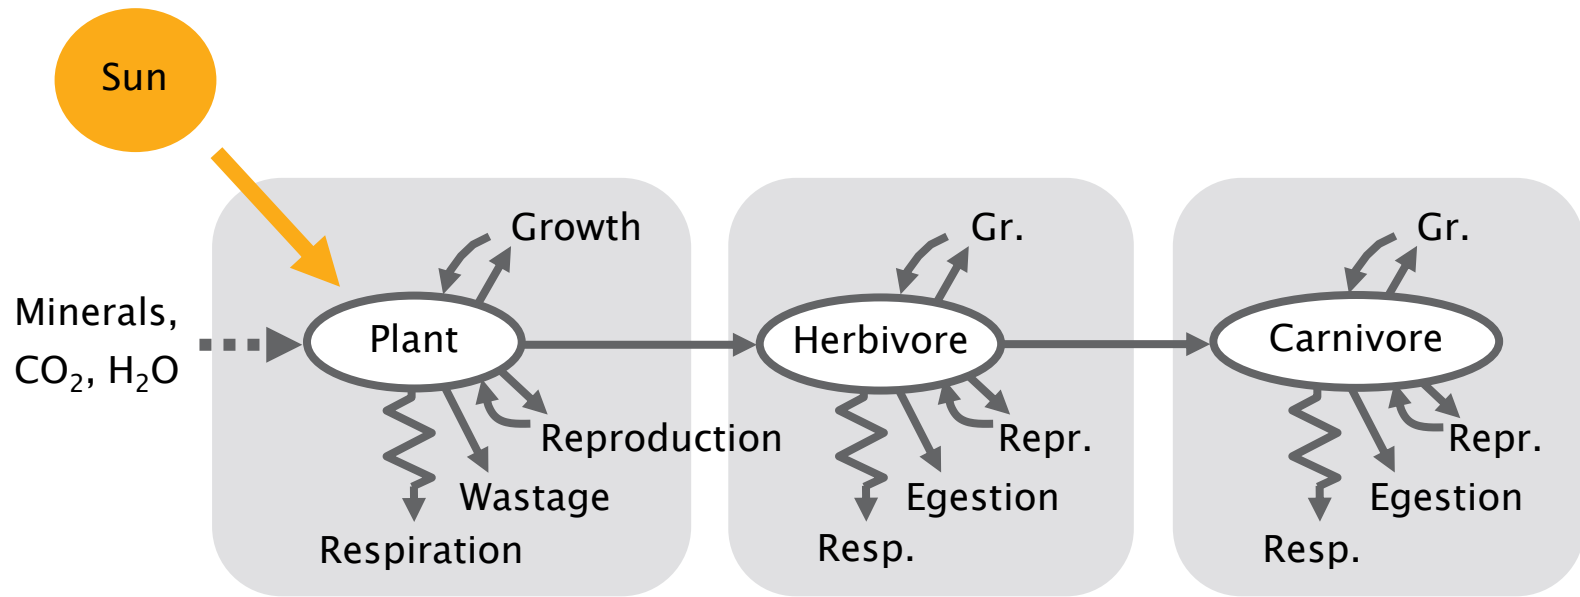 Sun
Minerals,
CO₂, H₂O
Growth
Plant
Reproduction
Wastage
Respiration
Gr.
Herbivore
Repr.
Egestion
Resp.
Gr.
Carnivore
Repr.
Egestion
Resp.